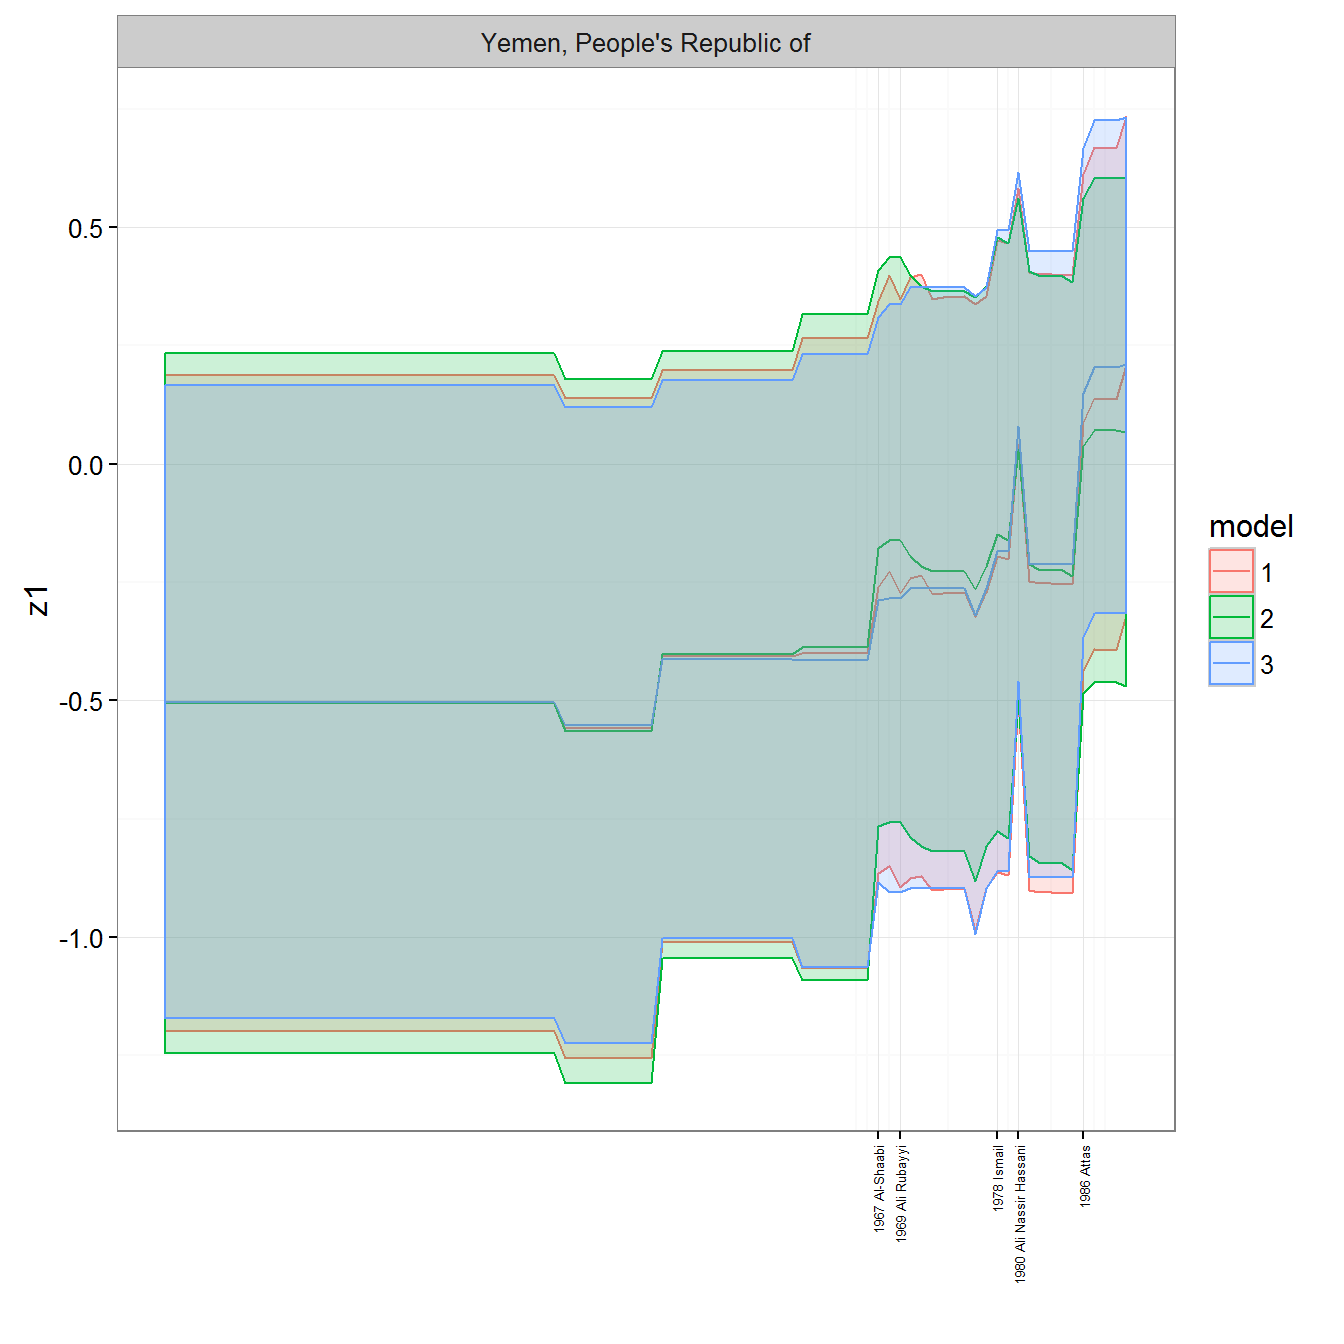 Yemen, People's Republic of
0.5
0.0
-0.5
-1.0
z1
model
1
2
3
1967 Al-Shaabi
1969 Ali Rubayyi
1978 Ismail
1980 Ali Nassir Hassani
1986 Attas